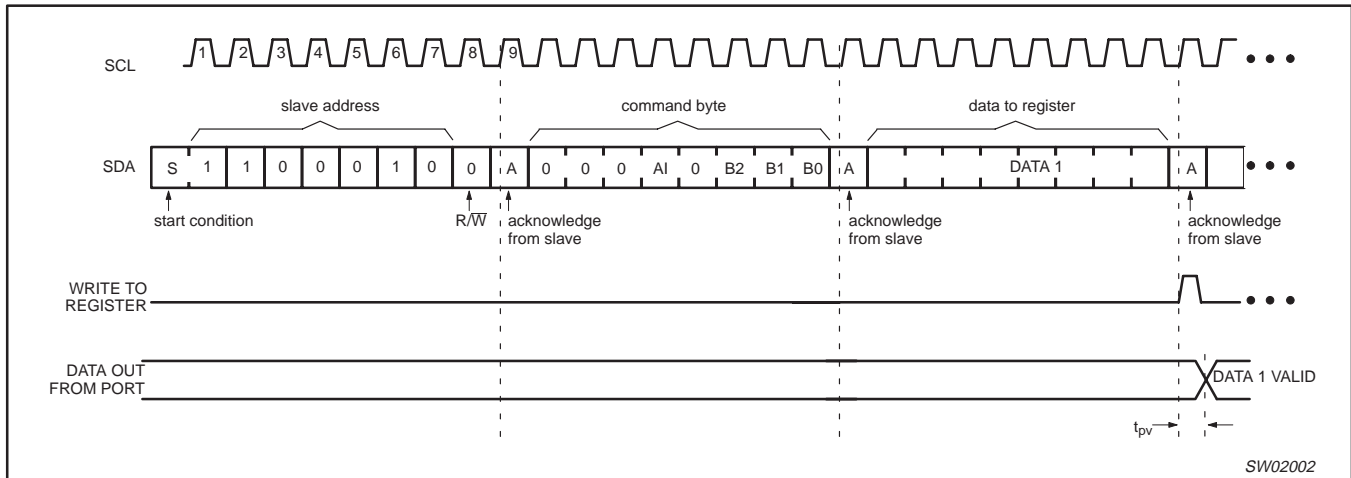 SCL 1 2 3 4 5 6 7 8 9
slave address command byte data to register
SDA S 1 1 0 0 0 1 0 0 A 0 0 0 AI 0 B2 B1 B0 A DATA 1 A
start condition R/W̅ acknowledge from slave acknowledge from slave acknowledge from slave
WRITE TO REGISTER
DATA OUT FROM PORT DATA 1 VALID
tpv
SW02002